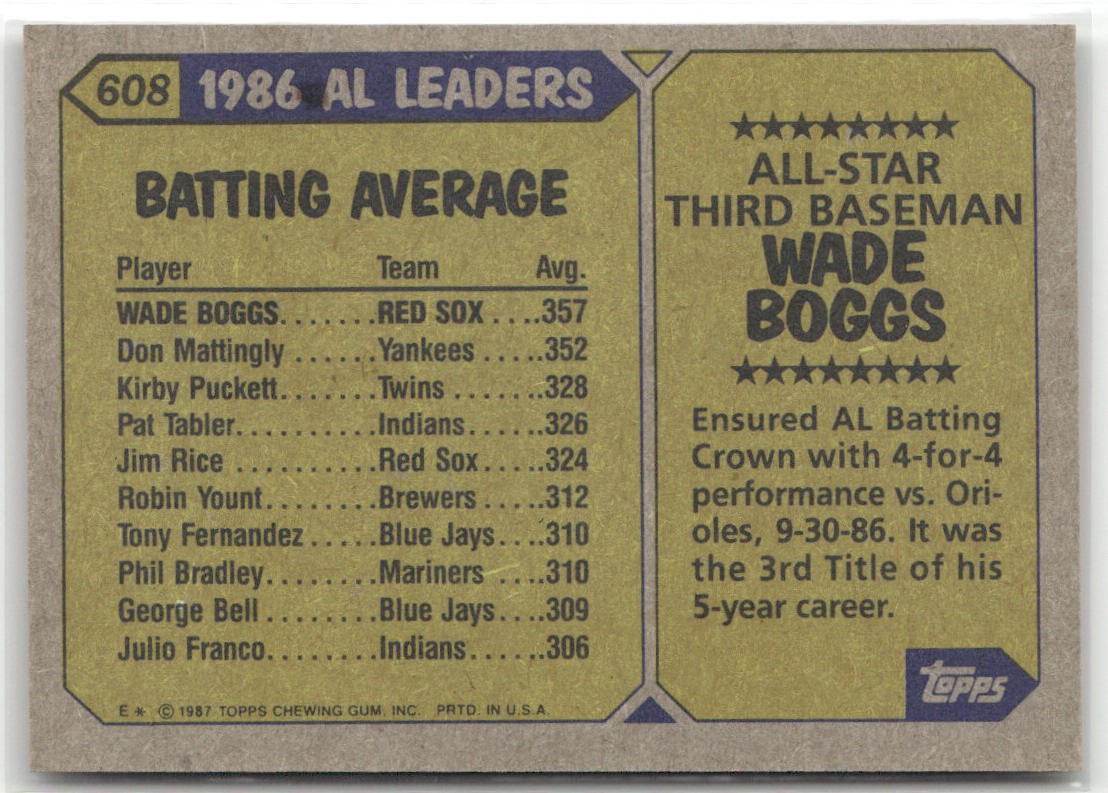 608 1986 AL LEADERS
BATTING AVERAGE
Player Team Avg.
WADE BOGGS.......RED SOX.....357
Don Mattingly......Yankees.....352
Kirby Puckett.......Twins........328
Pat Tabler..........Indians......326
Jim Rice..........Red Sox.....324
Robin Yount........Brewers.....312
Tony Fernandez.....Blue Jays....310
Phil Bradley........Mariners.....310
George Bell........Blue Jays....309
Julio Franco........Indians......306
E * © 1987 TOPPS CHEWING GUM, INC. PRTD. IN U.S.A.
★★★★★★★★
ALL-STAR
THIRD BASEMAN
WADE
BOGGS
★★★★★★★★
Ensured AL Batting
Crown with 4-for-4
performance vs. Ori-
oles, 9-30-86. It was
the 3rd Title of his
5-year career.
topps